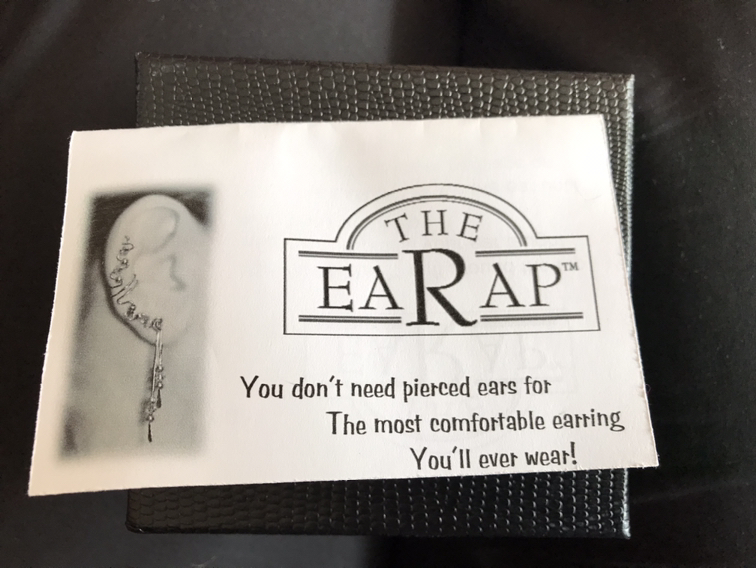 THE
EARAP™
You don't need pierced ears for
The most comfortable earring
You'll ever wear!